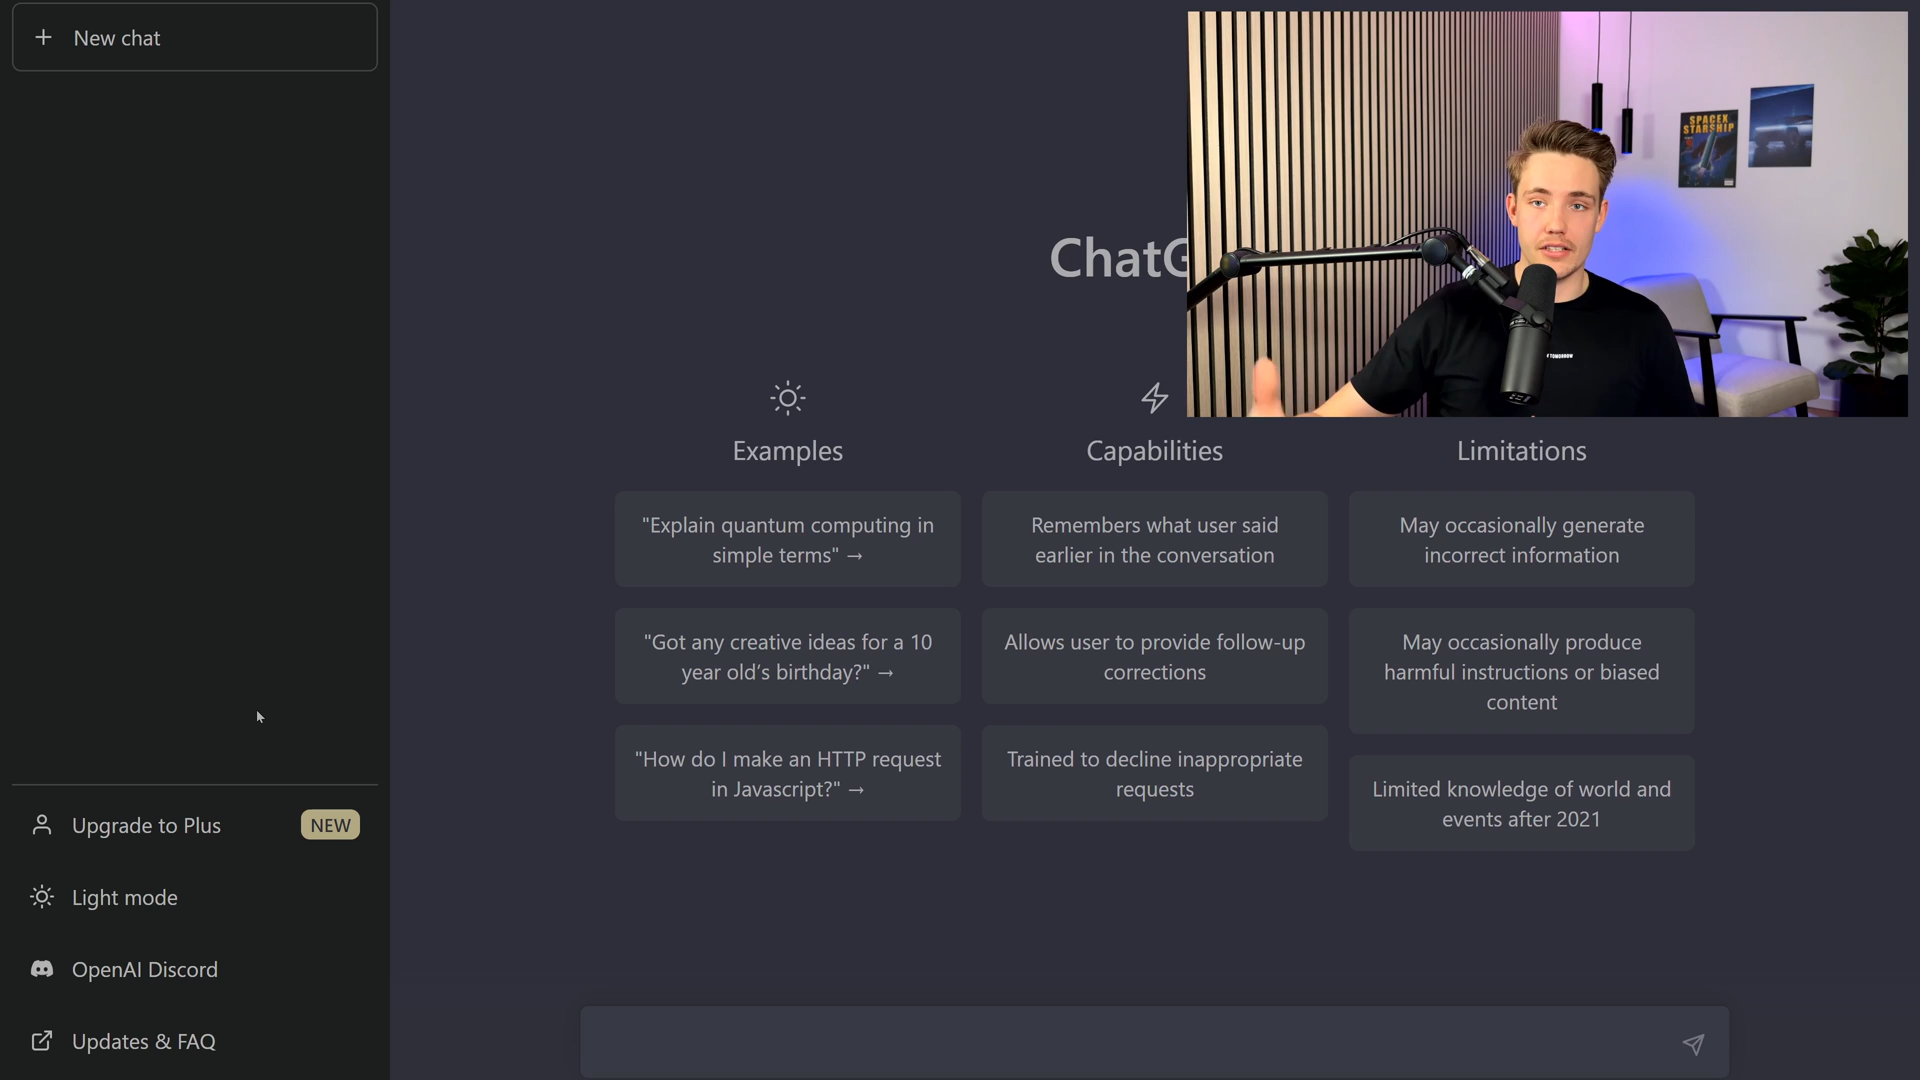 New chat
SPACEX
STARSHIP
ChatG
TOMORROW
Examples
"Explain quantum computing in
simple terms" →
"Got any creative ideas for a 10
year old’s birthday?" →
"How do I make an HTTP request
in Javascript?" →
Capabilities
Remembers what user said
earlier in the conversation
Allows user to provide follow-up
corrections
Trained to decline inappropriate
requests
Limitations
May occasionally generate
incorrect information
May occasionally produce
harmful instructions or biased
content
Limited knowledge of world and
events after 2021
Upgrade to Plus NEW
Light mode
OpenAI Discord
Updates & FAQ